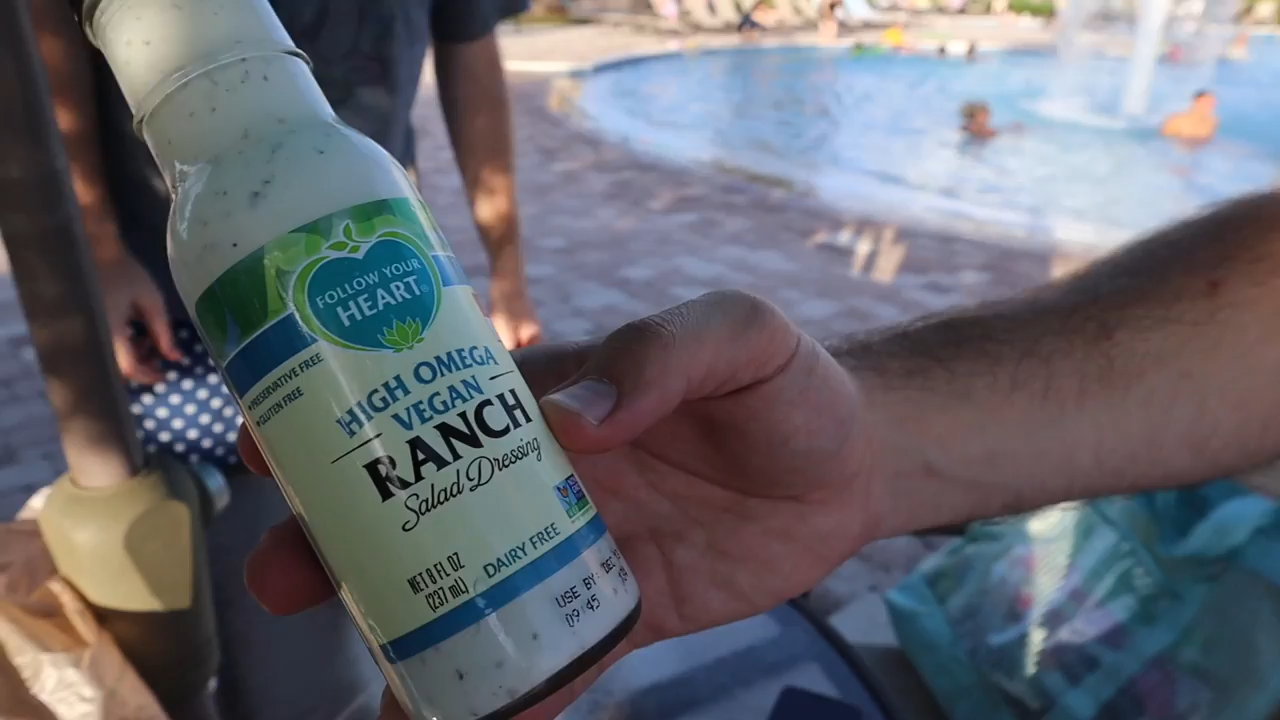 FOLLOW YOUR
HEART®
•PRESERVATIVE FREE
•GLUTEN FREE
HIGH OMEGA
VEGAN
RANCH
Salad Dressing
NET 8 FL OZ
(237 mL)
DAIRY FREE
USE BY: DEC
09:45